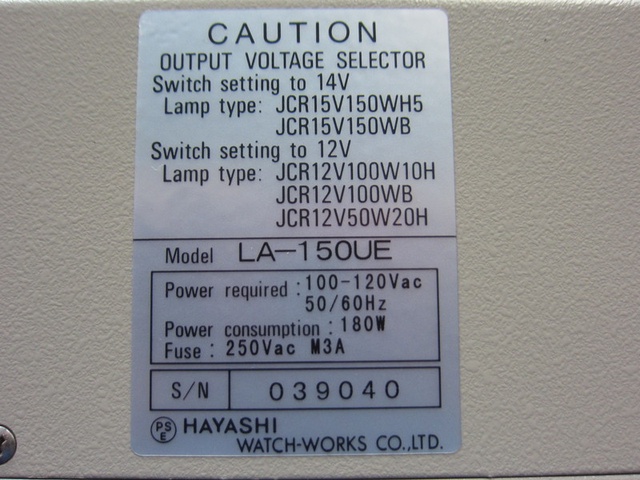 CAUTION
OUTPUT VOLTAGE SELECTOR
Switch setting to 14V
Lamp type: JCR15V150WH5
JCR15V150WB
Switch setting to 12V
Lamp type: JCR12V100W10H
JCR12V100WB
JCR12V50W20H
Model LA-150UE
Power required : 100-120Vac
50/60Hz
Power consumption : 180W
Fuse : 250Vac M3A
S/N 039040
PS E HAYASHI
WATCH-WORKS CO.,LTD.